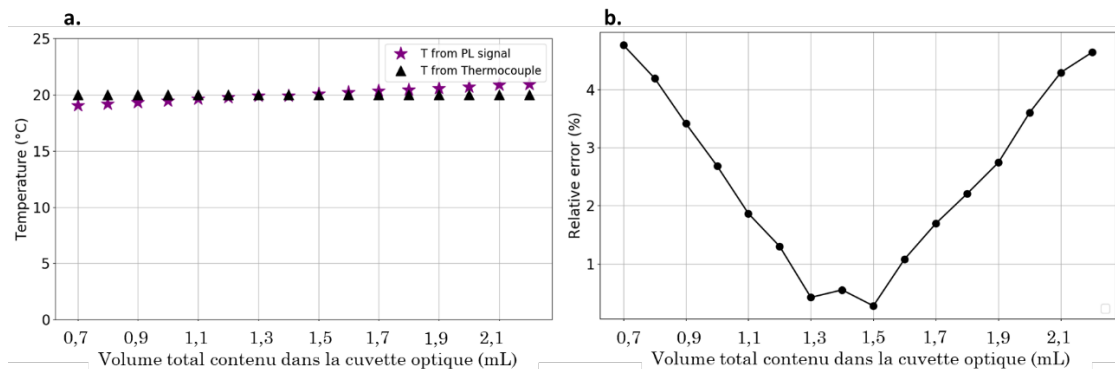 a.
25
20
15
10
5
0
Temperature (°C)
T from PL signal
T from Thermocouple
0,7 0,9 1,1 1,3 1,5 1,7 1,9 2,1
Volume total contenu dans la cuvette optique (mL)
b.
4
3
2
1
Relative error (%)
0,7 0,9 1,1 1,3 1,5 1,7 1,9 2,1
Volume total contenu dans la cuvette optique (mL)